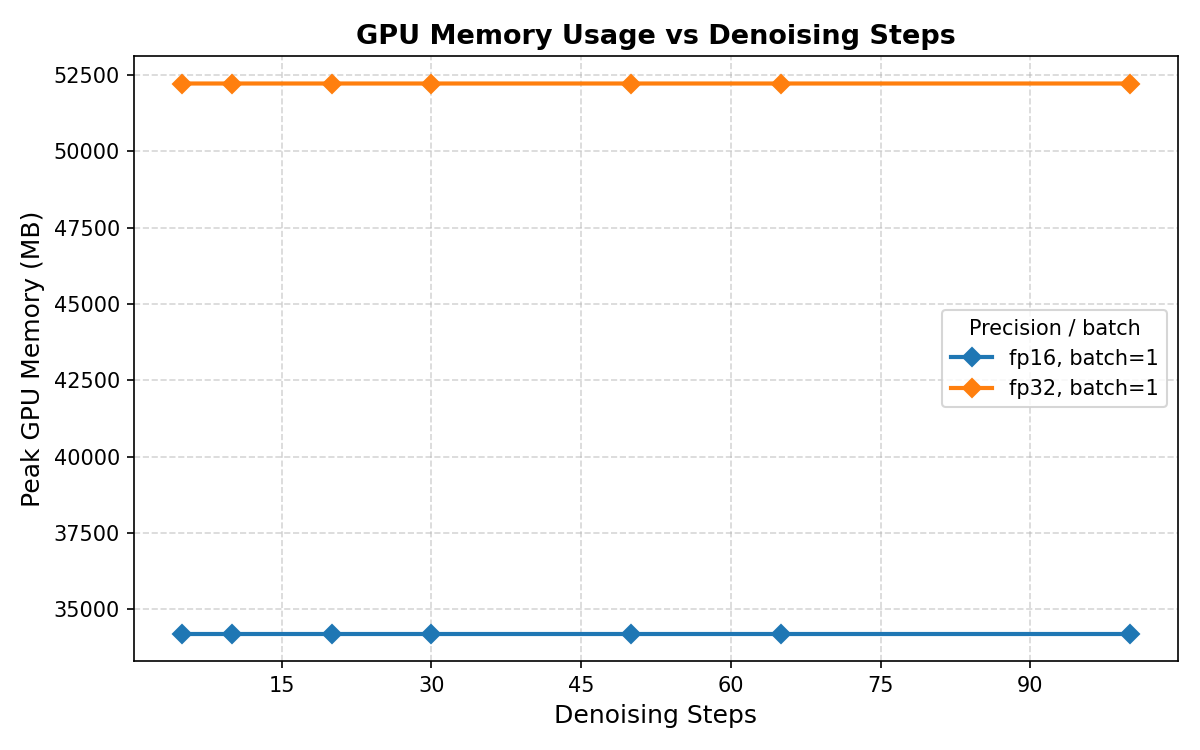 GPU Memory Usage vs Denoising Steps
Peak GPU Memory (MB)
52500
50000
47500
45000
42500
40000
37500
35000
Precision / batch
fp16, batch=1
fp32, batch=1
15
30
45
60
75
90
Denoising Steps